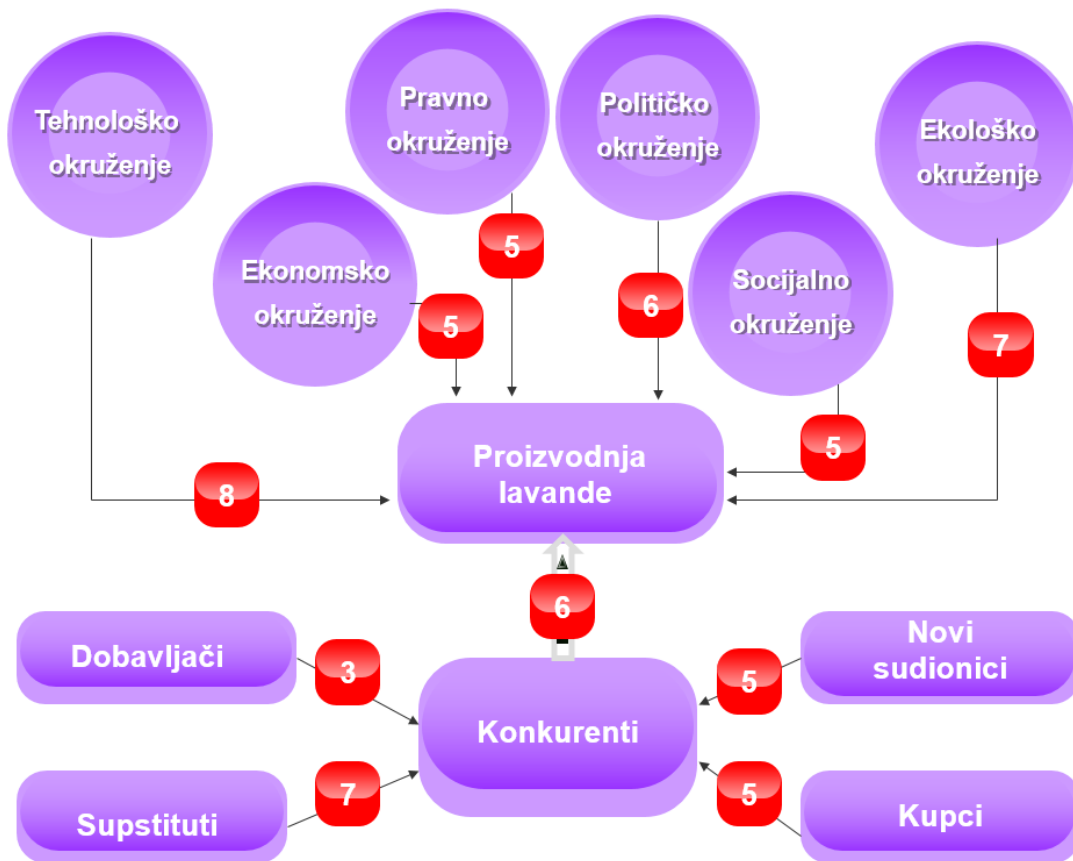 Tehnološko
okruženje
Pravno
okruženje
Političko
okruženje
Ekološko
okruženje
Ekonomsko
okruženje
Socijalno
okruženje
5
5
6
7
5
8
Proizvodnja
lavande
6
Dobavljači
3
Novi
sudionici
5
Konkurenti
Supstituti
7
Kupci
5